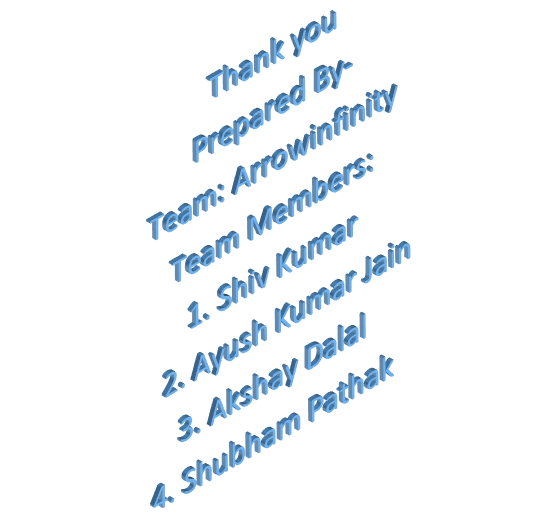 Thank you
Prepared By-
Team: Arrowinfinity
Team Members:
1. Shiv Kumar
2. Ayush Kumar Jain
3. Akshay Dalal
4. Shubham Pathak